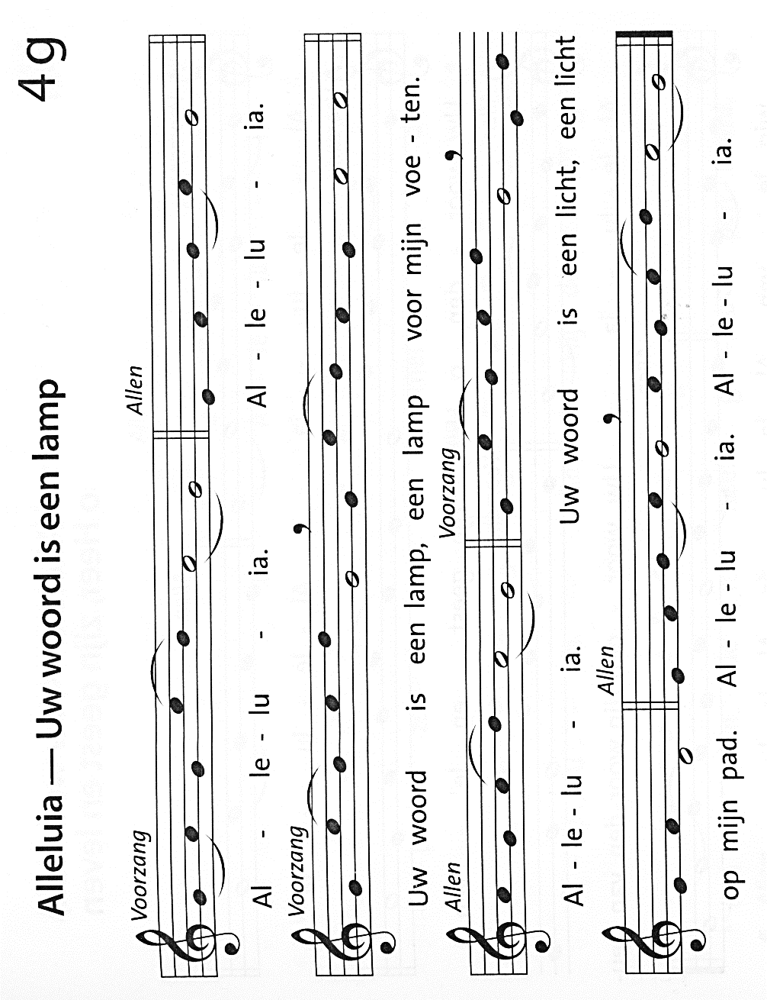 Alleluia — Uw woord is een lamp 4 g
Voorzang Allen
Al - le - lu - ia. Al - le - lu - ia.
Voorzang
Uw woord is een lamp, een lamp voor mijn voe - ten.
Allen Voorzang
Al - le - lu - ia. Uw woord is een licht, een licht
Allen
op mijn pad. Al - le - lu - ia. Al - le - lu - ia.